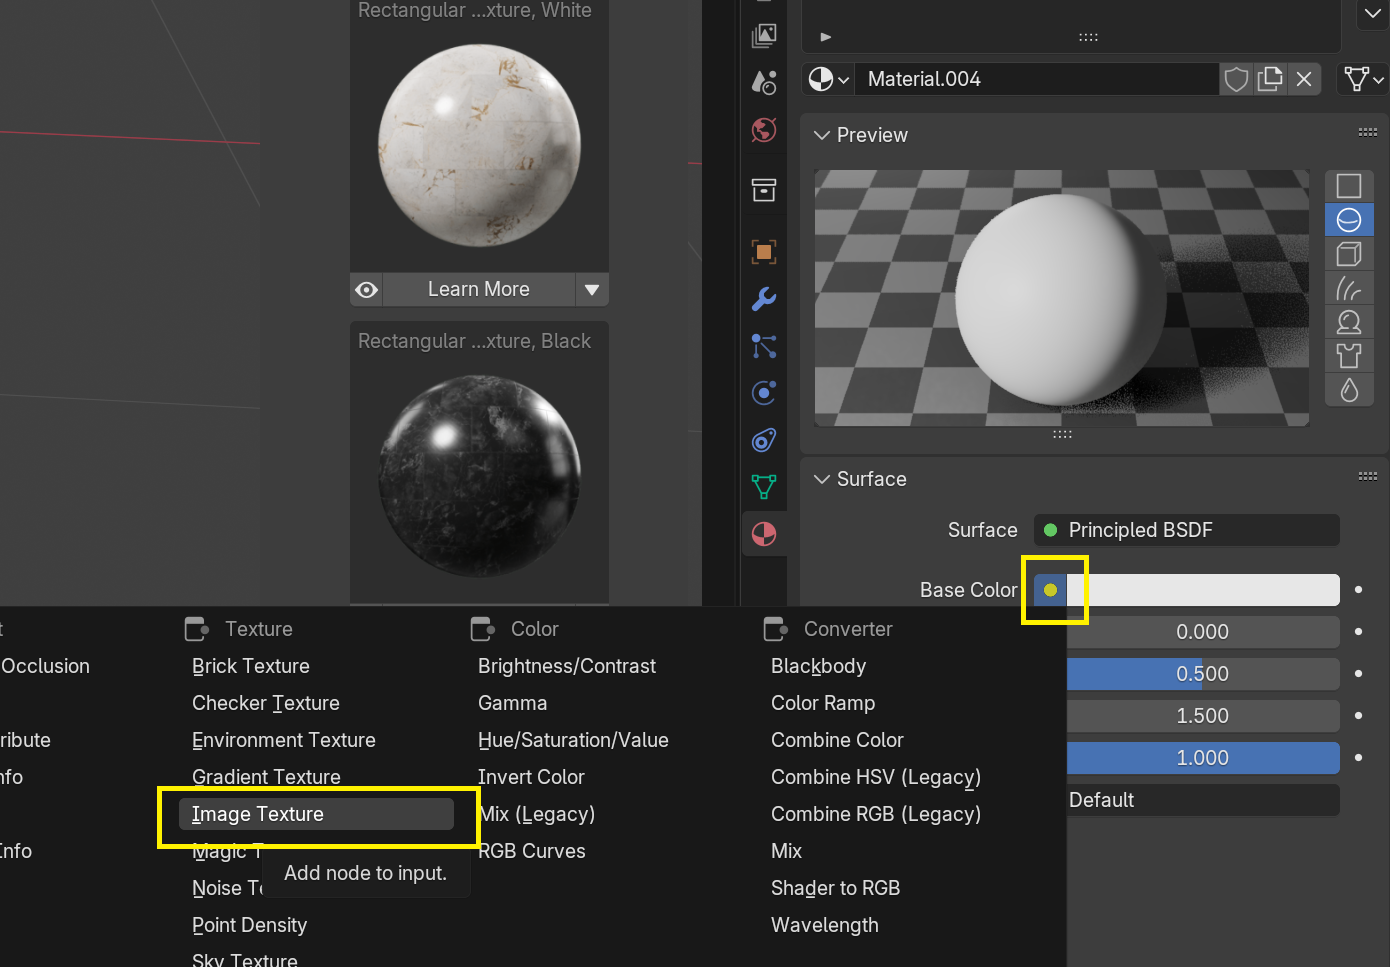 Rectangular ...xture, White
Learn More
Rectangular ...xture, Black
Material.004
Preview
Surface
Surface
Principled BSDF
Base Color
0.000
0.500
1.500
1.000
Default
t
Occlusion
ribute
nfo
Info
Texture
Brick Texture
Checker Texture
Environment Texture
Gradient Texture
Image Texture
Magic T
Noise Te
Point Density
Sky Texture
Add node to input.
Color
Brightness/Contrast
Gamma
Hue/Saturation/Value
Invert Color
Mix (Legacy)
RGB Curves
Converter
Blackbody
Color Ramp
Combine Color
Combine HSV (Legacy)
Combine RGB (Legacy)
Mix
Shader to RGB
Wavelength